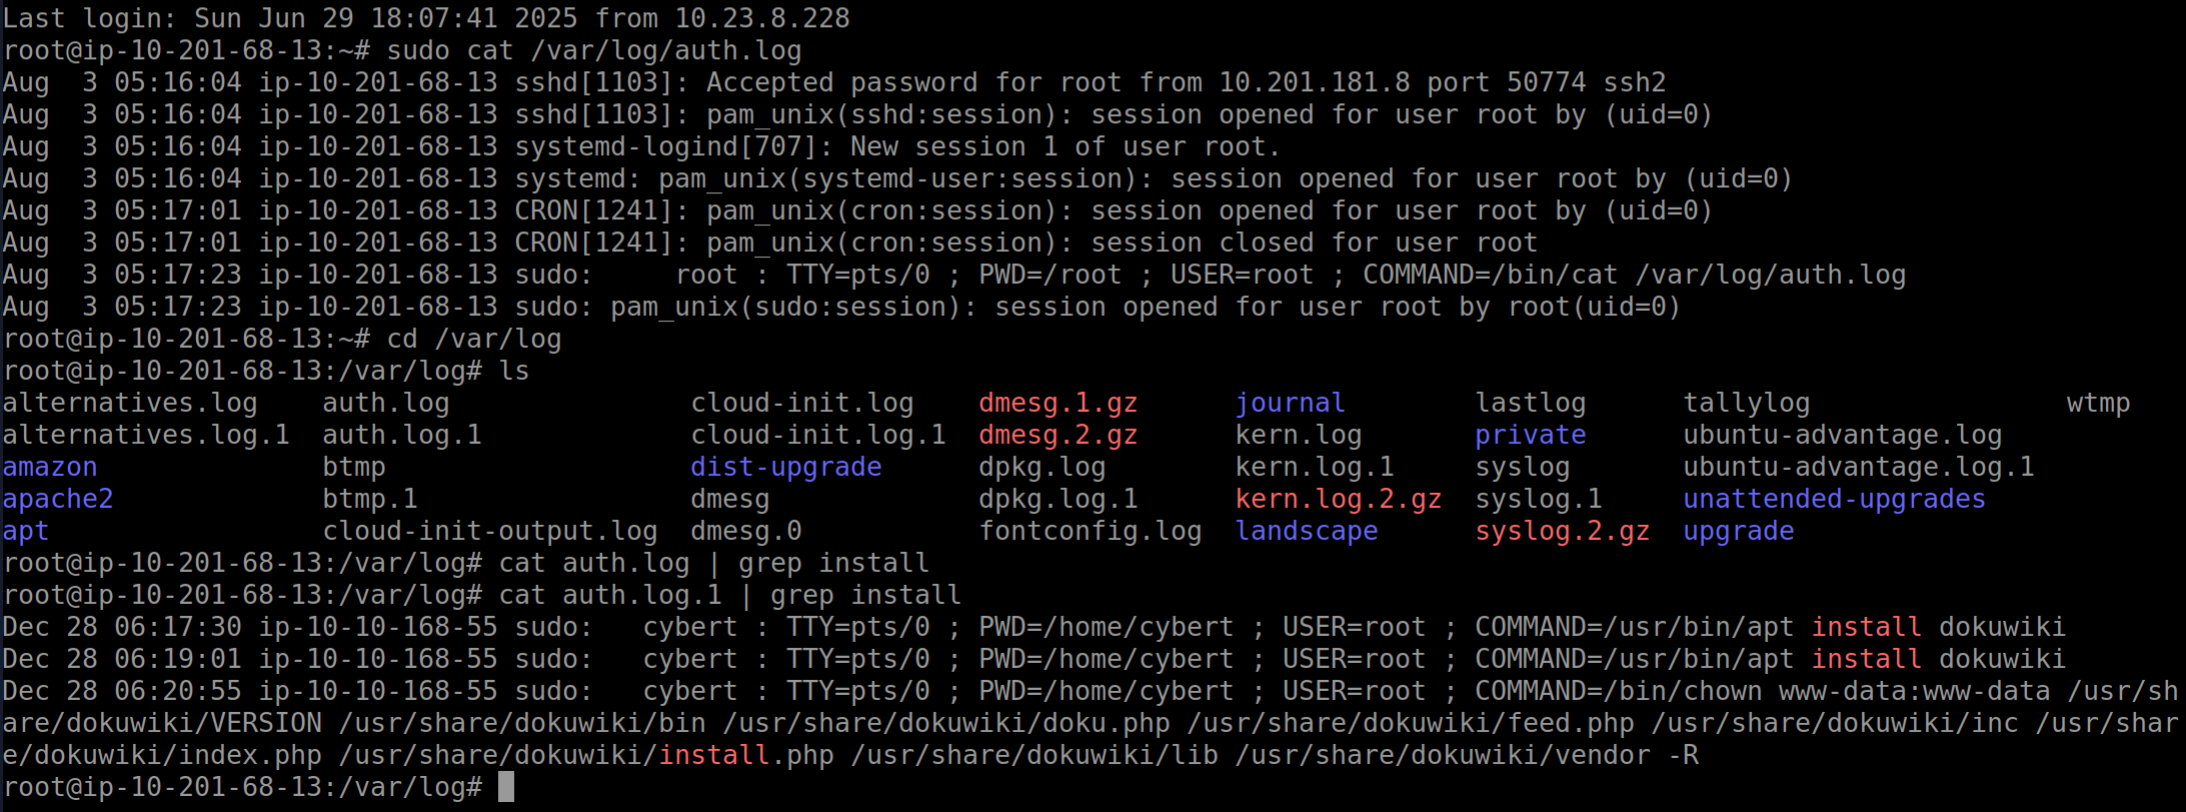 Last login: Sun Jun 29 18:07:41 2025 from 10.23.8.228
root@ip-10-201-68-13:~# sudo cat /var/log/auth.log
Aug  3 05:16:04 ip-10-201-68-13 sshd[1103]: Accepted password for root from 10.201.181.8 port 50774 ssh2
Aug  3 05:16:04 ip-10-201-68-13 sshd[1103]: pam_unix(sshd:session): session opened for user root by (uid=0)
Aug  3 05:16:04 ip-10-201-68-13 systemd-logind[707]: New session 1 of user root.
Aug  3 05:16:04 ip-10-201-68-13 systemd: pam_unix(systemd-user:session): session opened for user root by (uid=0)
Aug  3 05:17:01 ip-10-201-68-13 CRON[1241]: pam_unix(cron:session): session opened for user root by (uid=0)
Aug  3 05:17:01 ip-10-201-68-13 CRON[1241]: pam_unix(cron:session): session closed for user root
Aug  3 05:17:23 ip-10-201-68-13 sudo:     root : TTY=pts/0 ; PWD=/root ; USER=root ; COMMAND=/bin/cat /var/log/auth.log
Aug  3 05:17:23 ip-10-201-68-13 sudo: pam_unix(sudo:session): session opened for user root by root(uid=0)
root@ip-10-201-68-13:~# cd /var/log
root@ip-10-201-68-13:/var/log# ls
alternatives.log    auth.log               cloud-init.log    dmesg.1.gz      journal        lastlog      tallylog                wtmp
alternatives.log.1  auth.log.1             cloud-init.log.1  dmesg.2.gz      kern.log       private      ubuntu-advantage.log
amazon              btmp                   dist-upgrade      dpkg.log        kern.log.1     syslog       ubuntu-advantage.log.1
apache2             btmp.1                 dmesg             dpkg.log.1      kern.log.2.gz  syslog.1     unattended-upgrades
apt                 cloud-init-output.log  dmesg.0           fontconfig.log  landscape      syslog.2.gz  upgrade
root@ip-10-201-68-13:/var/log# cat auth.log | grep install
root@ip-10-201-68-13:/var/log# cat auth.log.1 | grep install
Dec 28 06:17:30 ip-10-10-168-55 sudo:   cybert : TTY=pts/0 ; PWD=/home/cybert ; USER=root ; COMMAND=/usr/bin/apt install dokuwiki
Dec 28 06:19:01 ip-10-10-168-55 sudo:   cybert : TTY=pts/0 ; PWD=/home/cybert ; USER=root ; COMMAND=/usr/bin/apt install dokuwiki
Dec 28 06:20:55 ip-10-10-168-55 sudo:   cybert : TTY=pts/0 ; PWD=/home/cybert ; USER=root ; COMMAND=/bin/chown www-data:www-data /usr/sh
are/dokuwiki/VERSION /usr/share/dokuwiki/bin /usr/share/dokuwiki/doku.php /usr/share/dokuwiki/feed.php /usr/share/dokuwiki/inc /usr/shar
e/dokuwiki/index.php /usr/share/dokuwiki/install.php /usr/share/dokuwiki/lib /usr/share/dokuwiki/vendor -R
root@ip-10-201-68-13:/var/log#